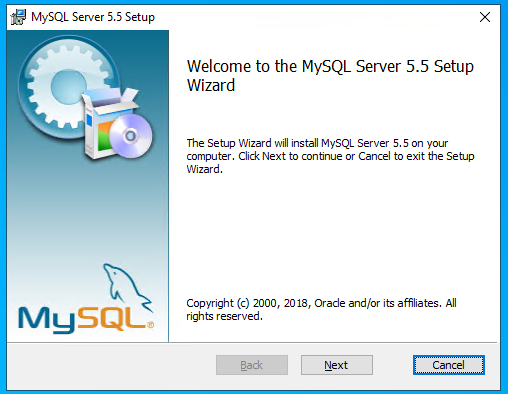 MySQL Server 5.5 Setup
Welcome to the MySQL Server 5.5 Setup
Wizard
The Setup Wizard will install MySQL Server 5.5 on your
computer. Click Next to continue or Cancel to exit the Setup
Wizard.
MySQL®
Copyright (c) 2000, 2018, Oracle and/or its affiliates. All
rights reserved.
Back
Next
Cancel